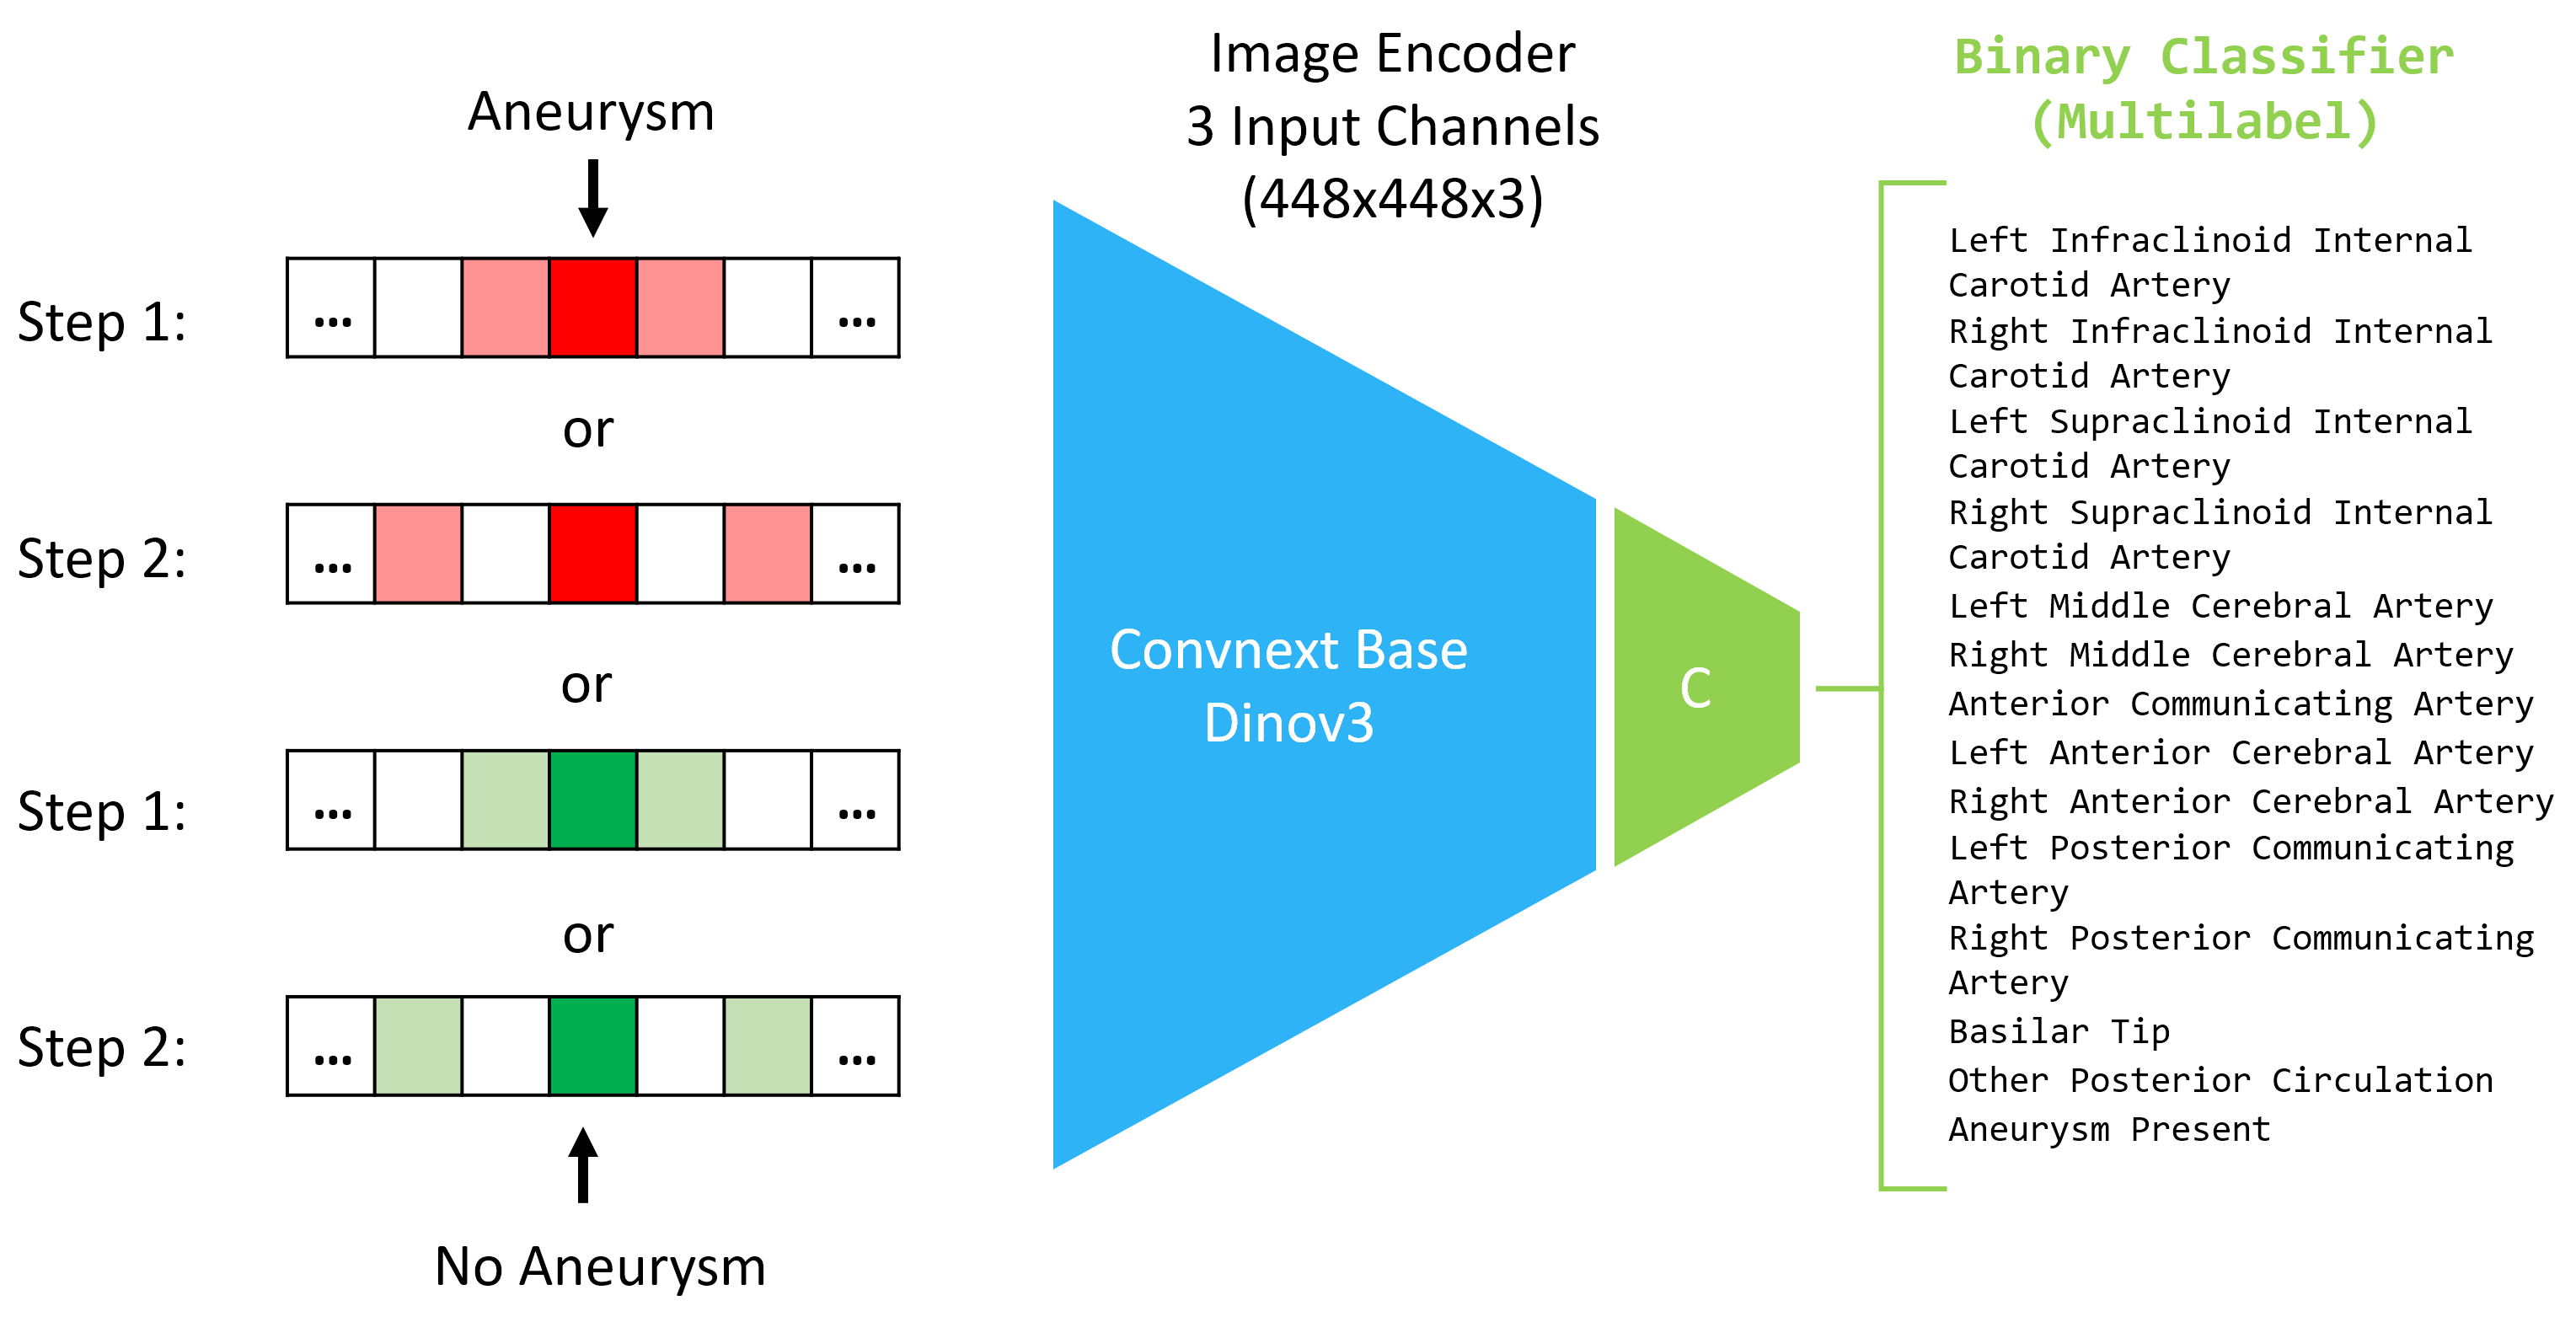 Aneurysm
Step 1:
... ...
or
Step 2:
... ...
or
Step 1:
... ...
or
Step 2:
... ...
No Aneurysm
Image Encoder
3 Input Channels
(448x448x3)
Convnext Base
Dinov3
C
Binary Classifier
(Multilabel)
Left Infraclinoid Internal
Carotid Artery
Right Infraclinoid Internal
Carotid Artery
Left Supraclinoid Internal
Carotid Artery
Right Supraclinoid Internal
Carotid Artery
Left Middle Cerebral Artery
Right Middle Cerebral Artery
Anterior Communicating Artery
Left Anterior Cerebral Artery
Right Anterior Cerebral Artery
Left Posterior Communicating
Artery
Right Posterior Communicating
Artery
Basilar Tip
Other Posterior Circulation
Aneurysm Present